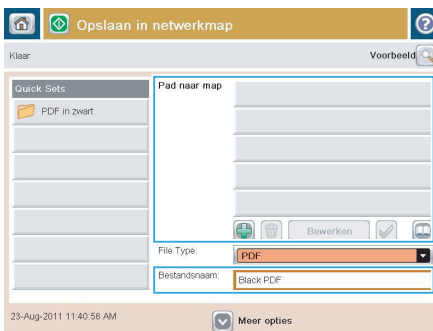 Opslaan in netwerkmap
Klaar
Voorbeeld
Quick Sets
Pad naar map
PDF in zwart
Bewerken
File Type:
PDF
Bestandsnaam:
Black PDF
23-Aug-2011 11:40:58 AM
Meer opties